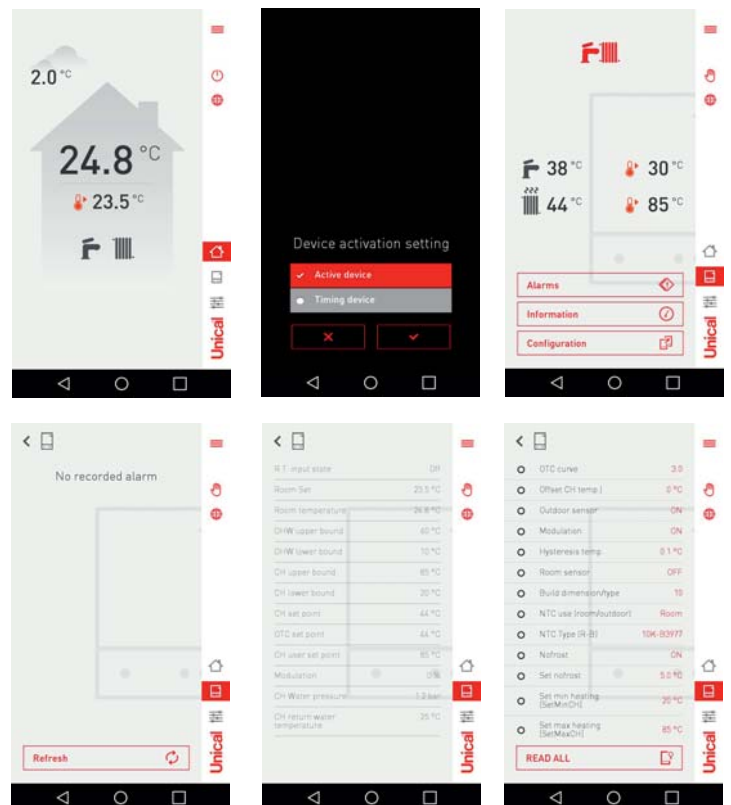 2.0 °C
24.8 °C
23.5 °C
Unical
Device activation setting
Active device
Timing device
38 °C 30 °C
44 °C 85 °C
Alarms
Information
Configuration
Unical
No recorded alarm
Refresh
Unical
R.T. input state Off
Room Set 23.5 °C
Room temperature 24.8 °C
DHW upper bound 60 °C
DHW lower bound 10 °C
CH upper bound 85 °C
CH lower bound 20 °C
CH set point 44 °C
OTC set point 44 °C
CH user set point 85 °C
Modulation
CH Water pressure 1.2 bar
CH return water
temperature 35 °C
Unical
OTC curve 3.0
Offset CH temp.) 0 °C
Outdoor sensor ON
Modulation ON
Hysteresis temp. 0.1 °C
Room sensor OFF
Build dimension/type 10
NTC use (room/outdoor) Room
NTC Type (R-B) 10K-B3977
Nofrost ON
Set nofrost 5.0 °C
Set min heating
(SetMinCH) 20 °C
Set max heating
(SetMaxCH) 85 °C
READ ALL
Unical